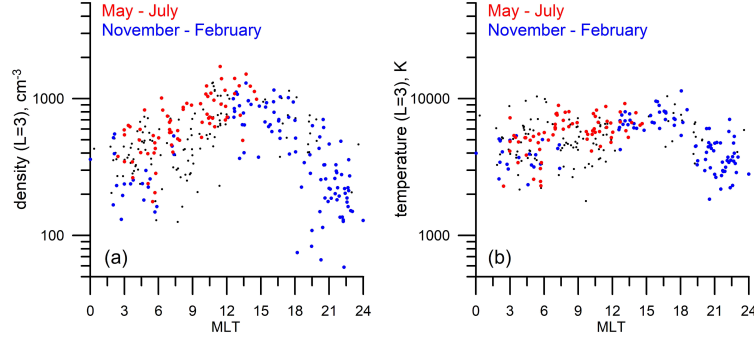 May - July
November - February
density (L=3), cm-3
1000
100
(a)
0 3 6 9 12 15 18 21 24
MLT
May - July
November - February
temperature (L=3), K
10000
1000
(b)
0 3 6 9 12 15 18 21 24
MLT